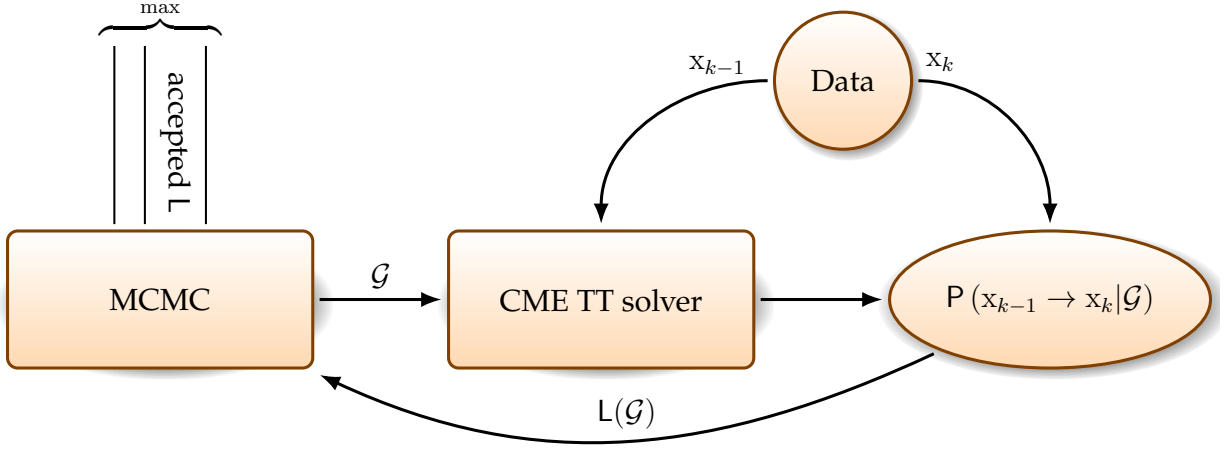 max
accepted L
x_{k−1}
Data
x_k
MCMC
𝒢
CME TT solver
P (x_{k−1} → x_k|𝒢)
L(𝒢)